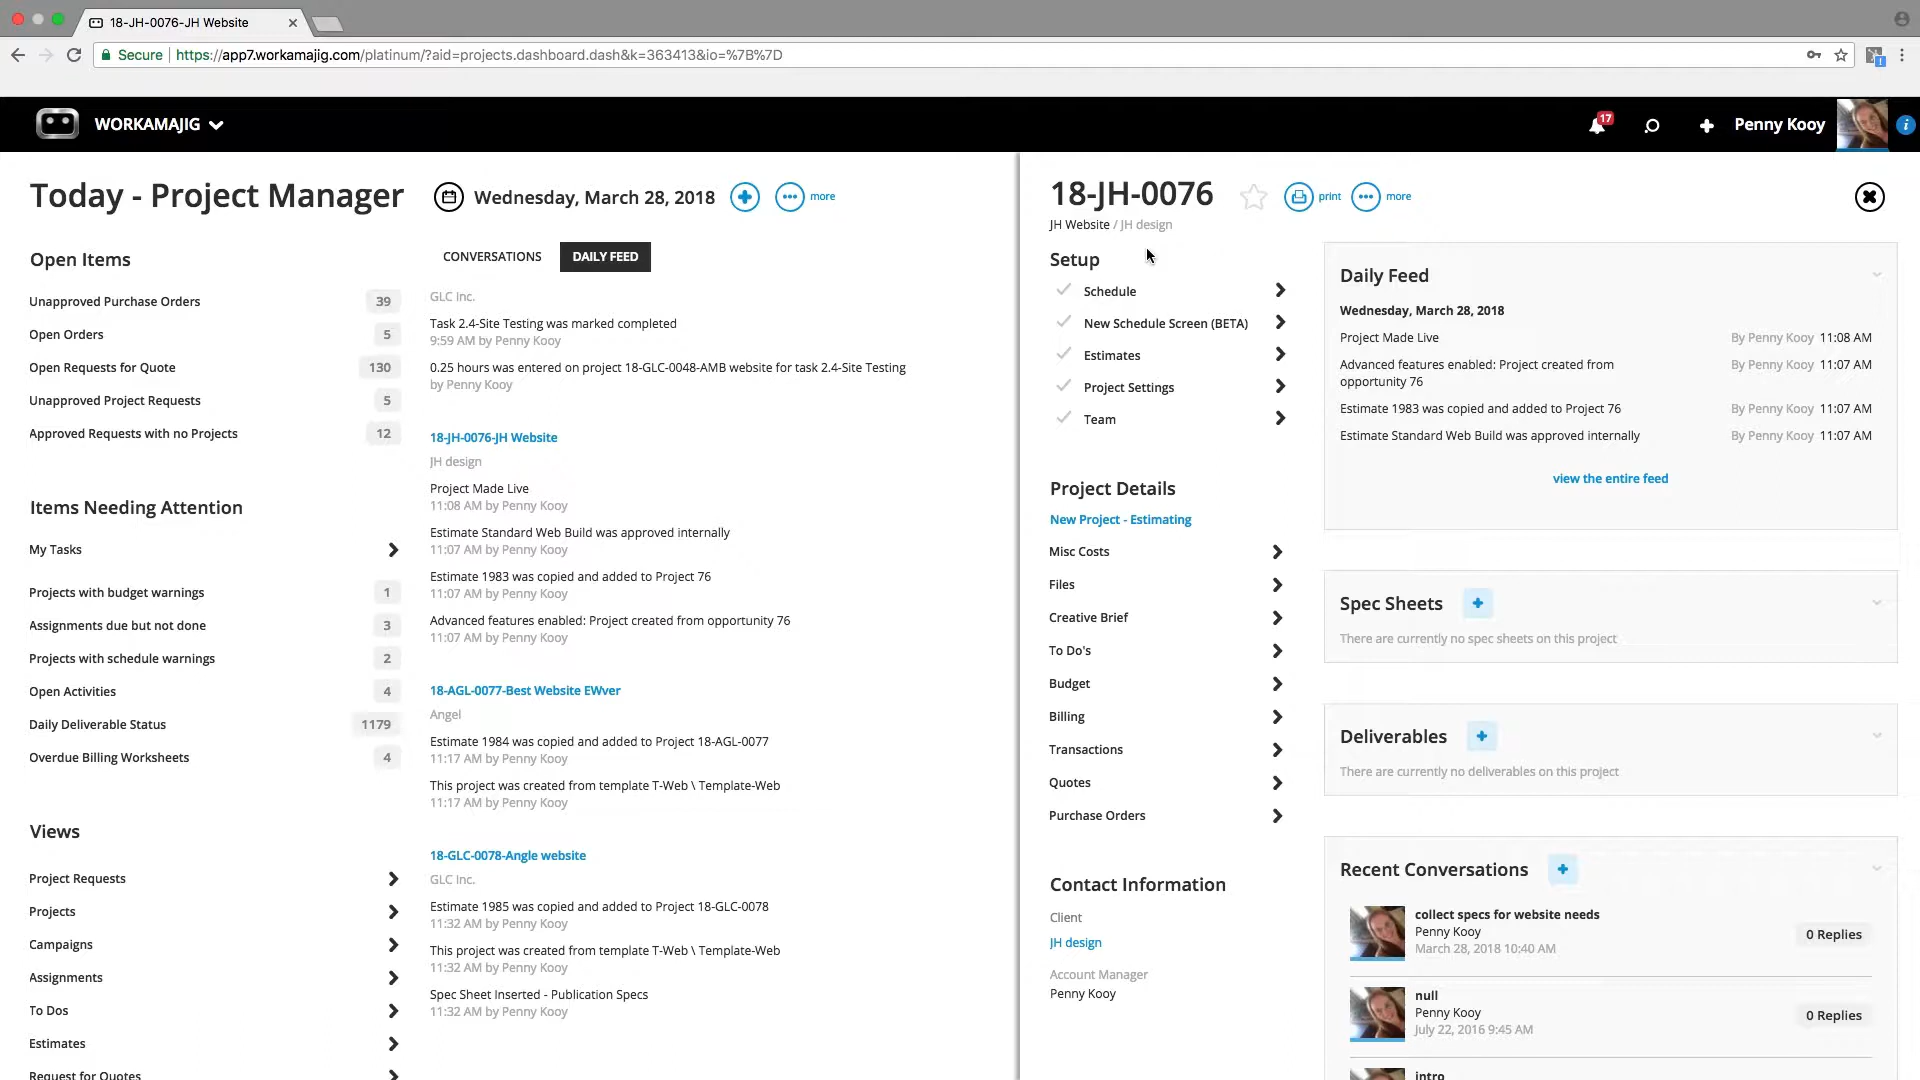 18-JH-0076-JH Website
Secure | https://app7.workamajig.com/platinum/?aid=projects.dashboard.dash&k=363413&io=%7B%7D
WORKAMAJIG
17
Penny Kooy
Today - Project Manager
Wednesday, March 28, 2018
more
Open Items
Unapproved Purchase Orders 39
Open Orders 5
Open Requests for Quote 130
Unapproved Project Requests 5
Approved Requests with no Projects 12
Items Needing Attention
My Tasks
Projects with budget warnings 1
Assignments due but not done 3
Projects with schedule warnings 2
Open Activities 4
Daily Deliverable Status 1179
Overdue Billing Worksheets 4
Views
Project Requests
Projects
Campaigns
Assignments
To Dos
Estimates
Request for Quotes
CONVERSATIONS DAILY FEED
GLC Inc.
Task 2.4-Site Testing was marked completed
9:59 AM by Penny Kooy
0.25 hours was entered on project 18-GLC-0048-AMB website for task 2.4-Site Testing
by Penny Kooy
18-JH-0076-JH Website
JH design
Project Made Live
11:08 AM by Penny Kooy
Estimate Standard Web Build was approved internally
11:07 AM by Penny Kooy
Estimate 1983 was copied and added to Project 76
11:07 AM by Penny Kooy
Advanced features enabled: Project created from opportunity 76
11:07 AM by Penny Kooy
18-AGL-0077-Best Website EWver
Angel
Estimate 1984 was copied and added to Project 18-AGL-0077
11:17 AM by Penny Kooy
This project was created from template T-Web \ Template-Web
11:17 AM by Penny Kooy
18-GLC-0078-Angle website
GLC Inc.
Estimate 1985 was copied and added to Project 18-GLC-0078
11:32 AM by Penny Kooy
This project was created from template T-Web \ Template-Web
11:32 AM by Penny Kooy
Spec Sheet Inserted - Publication Specs
11:32 AM by Penny Kooy
18-JH-0076
print
more
JH Website / JH design
Setup
Schedule
New Schedule Screen (BETA)
Estimates
Project Settings
Team
Project Details
New Project - Estimating
Misc Costs
Files
Creative Brief
To Do's
Budget
Billing
Transactions
Quotes
Purchase Orders
Contact Information
Client
JH design
Account Manager
Penny Kooy
Daily Feed
Wednesday, March 28, 2018
Project Made Live By Penny Kooy 11:08 AM
Advanced features enabled: Project created from By Penny Kooy 11:07 AM
opportunity 76
Estimate 1983 was copied and added to Project 76 By Penny Kooy 11:07 AM
Estimate Standard Web Build was approved internally By Penny Kooy 11:07 AM
view the entire feed
Spec Sheets
There are currently no spec sheets on this project
Deliverables
There are currently no deliverables on this project
Recent Conversations
collect specs for website needs
Penny Kooy
0 Replies
March 28, 2018 10:40 AM
null
Penny Kooy
0 Replies
July 22, 2016 9:45 AM
intro